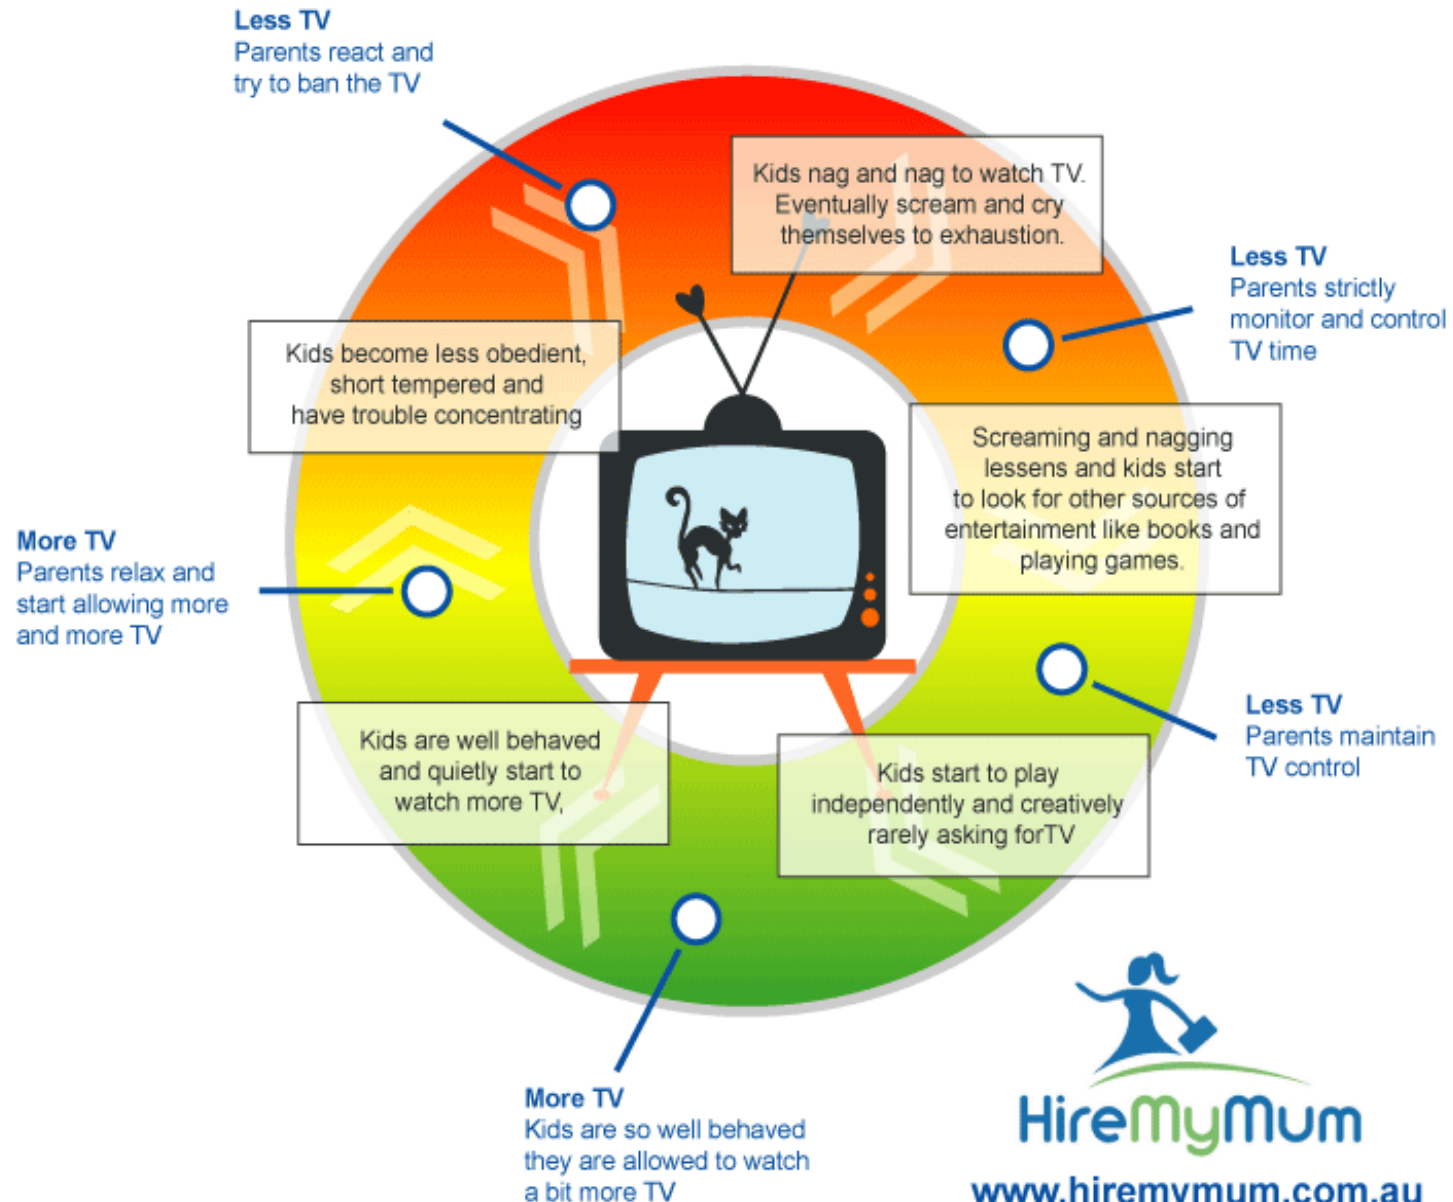 Less TV
Parents react and
try to ban the TV
Kids nag and nag to watch TV.
Eventually scream and cry
themselves to exhaustion.
Less TV
Parents strictly
monitor and control
TV time
Kids become less obedient,
short tempered and
have trouble concentrating
Screaming and nagging
lessens and kids start
to look for other sources of
entertainment like books and
playing games.
More TV
Parents relax and
start allowing more
and more TV
Less TV
Parents maintain
TV control
Kids are well behaved
and quietly start to
watch more TV,
Kids start to play
independently and creatively
rarely asking forTV
More TV
Kids are so well behaved
they are allowed to watch
a bit more TV
HireMyMum
www.hiremymum.com.au